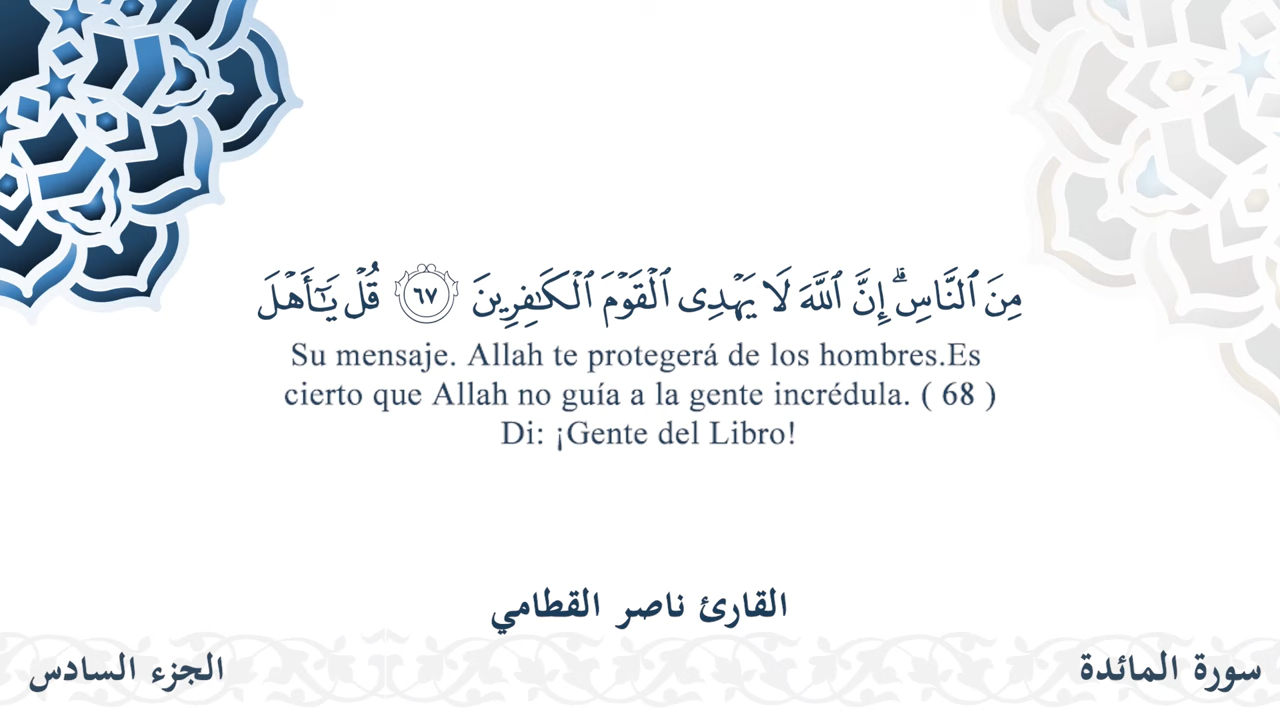 مِنَ ٱلنَّاسِۗ إِنَّ ٱللَّهَ لَا يَهۡدِى ٱلۡقَوۡمَ ٱلۡكَـٰفِرِينَ ٦٧ قُلۡ يَـٰٓأَهۡلَ
Su mensaje. Allah te protegerá de los hombres.Es
cierto que Allah no guía a la gente incrédula. ( 68 )
Di: ¡Gente del Libro!
القارئ ناصر القطامي
سورة المائدة
الجزء السادس